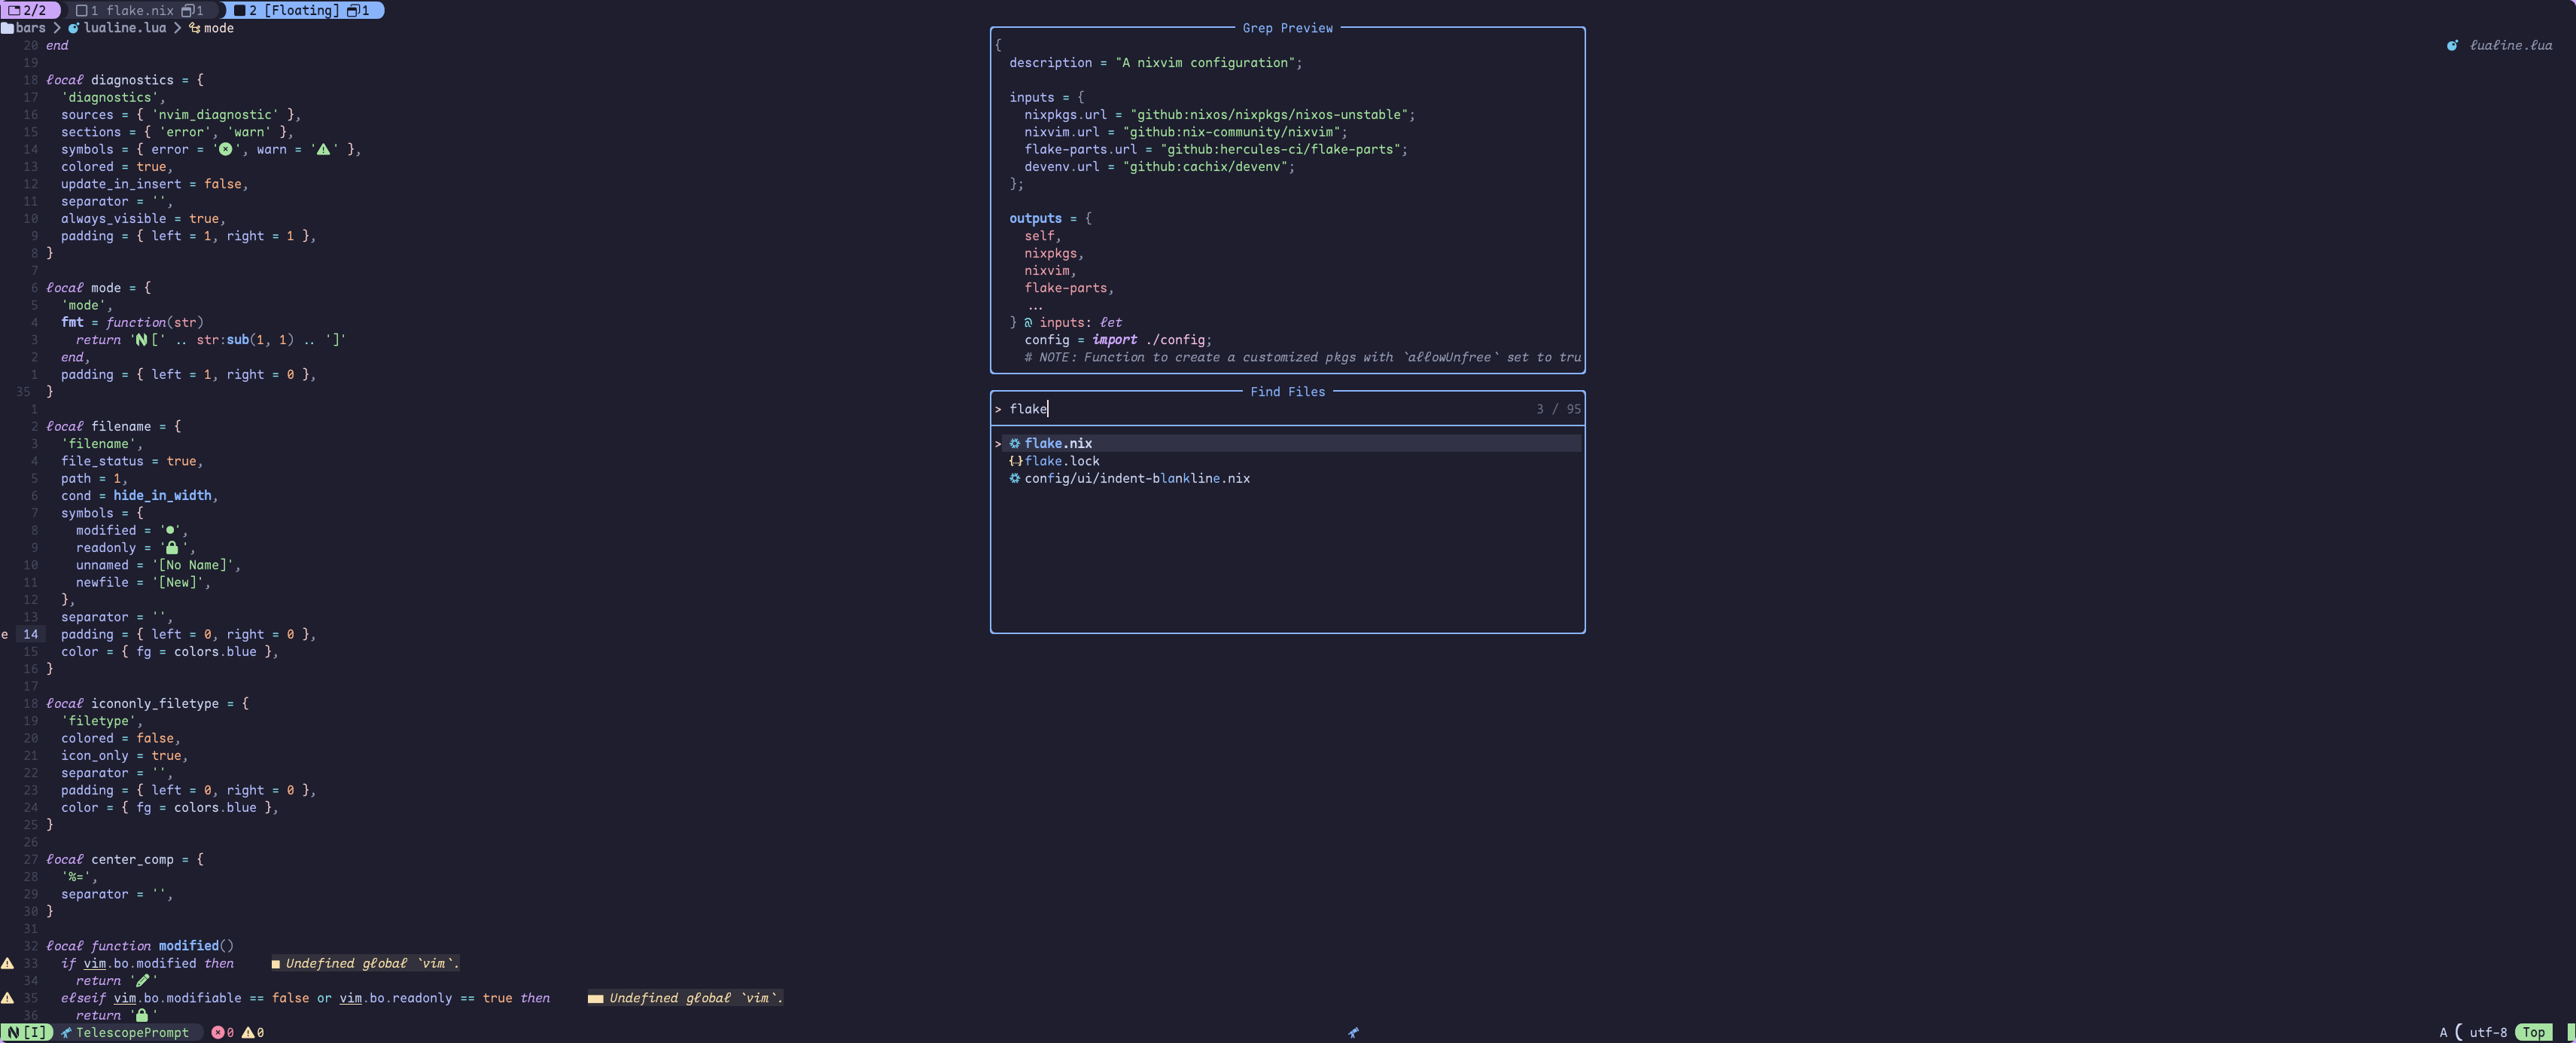 2/2 1 flake.nix 1 2 [Floating] 1
bars > lualine.lua > mode
20 end
19
18 local diagnostics = {
17 'diagnostics',
16 sources = { 'nvim_diagnostic' },
15 sections = { 'error', 'warn' },
14 symbols = { error = ' ', warn = ' ' },
13 colored = true,
12 update_in_insert = false,
11 separator = '',
10 always_visible = true,
9 padding = { left = 1, right = 1 },
8 }
7
6 local mode = {
5 'mode',
4 fmt = function(str)
3 return ' [' .. str:sub(1, 1) .. ']'
2 end,
1 padding = { left = 1, right = 0 },
35 }
1
2 local filename = {
3 'filename',
4 file_status = true,
5 path = 1,
6 cond = hide_in_width,
7 symbols = {
8 modified = '●',
9 readonly = ' ',
10 unnamed = '[No Name]',
11 newfile = '[New]',
12 },
13 separator = '',
e 14 padding = { left = 0, right = 0 },
15 color = { fg = colors.blue },
16 }
17
18 local icononly_filetype = {
19 'filetype',
20 colored = false,
21 icon_only = true,
22 separator = '',
23 padding = { left = 0, right = 0 },
24 color = { fg = colors.blue },
25 }
26
27 local center_comp = {
28 '%=',
29 separator = '',
30 }
31
32 local function modified()
33 if vim.bo.modified then ■ Undefined global `vim`.
34 return ' '
35 elseif vim.bo.modifiable == false or vim.bo.readonly == true then ■■ Undefined global `vim`.
36 return ' '
Grep Preview
{
description = "A nixvim configuration";
inputs = {
nixpkgs.url = "github:nixos/nixpkgs/nixos-unstable";
nixvim.url = "github:nix-community/nixvim";
flake-parts.url = "github:hercules-ci/flake-parts";
devenv.url = "github:cachix/devenv";
};
outputs = {
self,
nixpkgs,
nixvim,
flake-parts,
...
} @ inputs: let
config = import ./config;
# NOTE: Function to create a customized pkgs with `allowUnfree` set to tru
Find Files
> flake 3 / 95
> flake.nix
{..} flake.lock
config/ui/indent-blankline.nix
lualine.lua
N [I] TelescopePrompt 0 0 A ( utf-8 Top